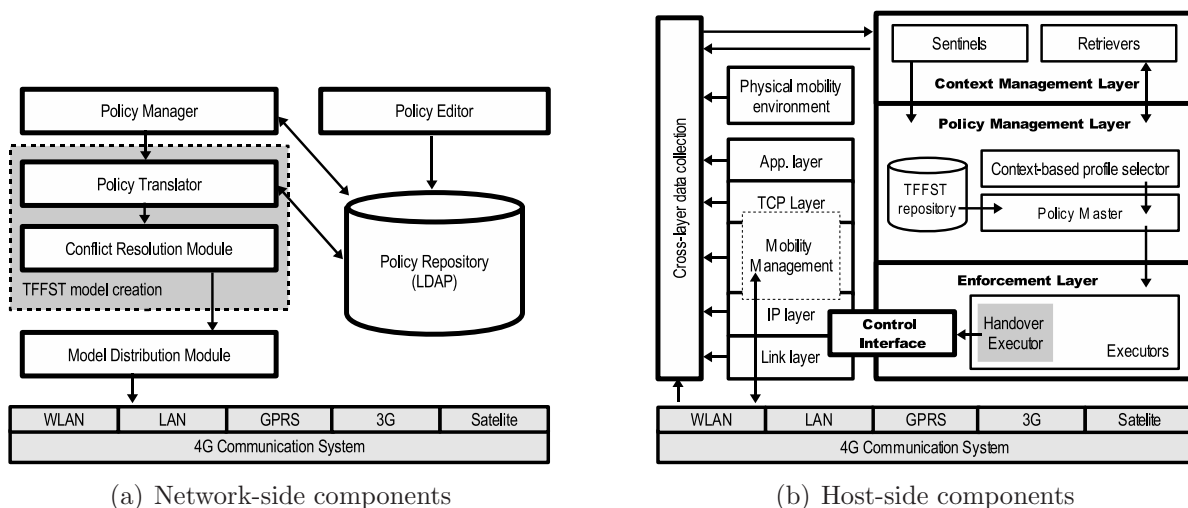 Policy Manager
Policy Editor
Policy Translator
Conflict Resolution Module
TFFST model creation
Policy Repository
(LDAP)
Model Distribution Module
WLAN
LAN
GPRS
3G
Satelite
4G Communication System
(a) Network-side components
Cross-layer data collection
Physical mobility
environment
App. layer
TCP Layer
Mobility
Management
IP layer
Link layer
Sentinels
Retrievers
Context Management Layer
Policy Management Layer
TFFST
repository
Context-based profile selector
Policy Master
Enforcement Layer
Control
Interface
Handover
Executor
Executors
WLAN
LAN
GPRS
3G
Satelite
4G Communication System
(b) Host-side components